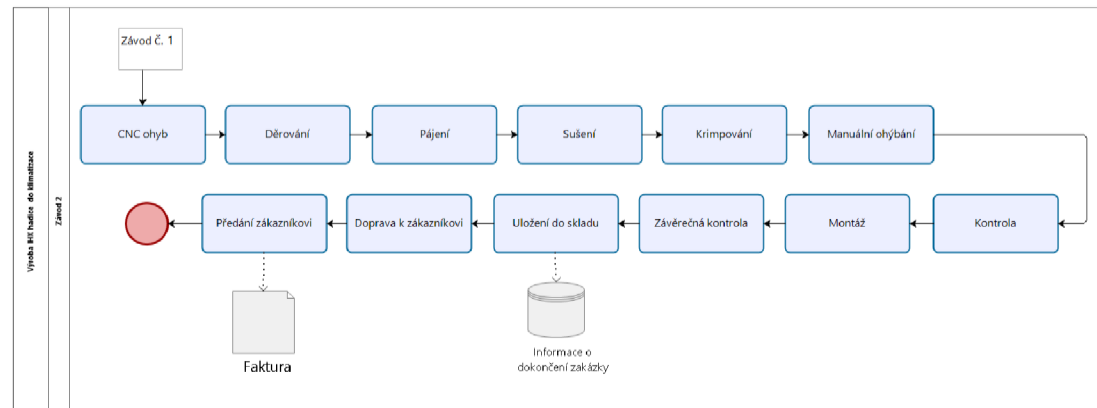 Výroba IHX hadice do klimatizace
Závod 2
Závod č. 1
CNC ohyb
Děrování
Pájení
Sušení
Krimpování
Manuální ohýbání
Předání zákazníkovi
Doprava k zákazníkovi
Uložení do skladu
Závěrečná kontrola
Montáž
Kontrola
Faktura
Informace o
dokončení zakázky